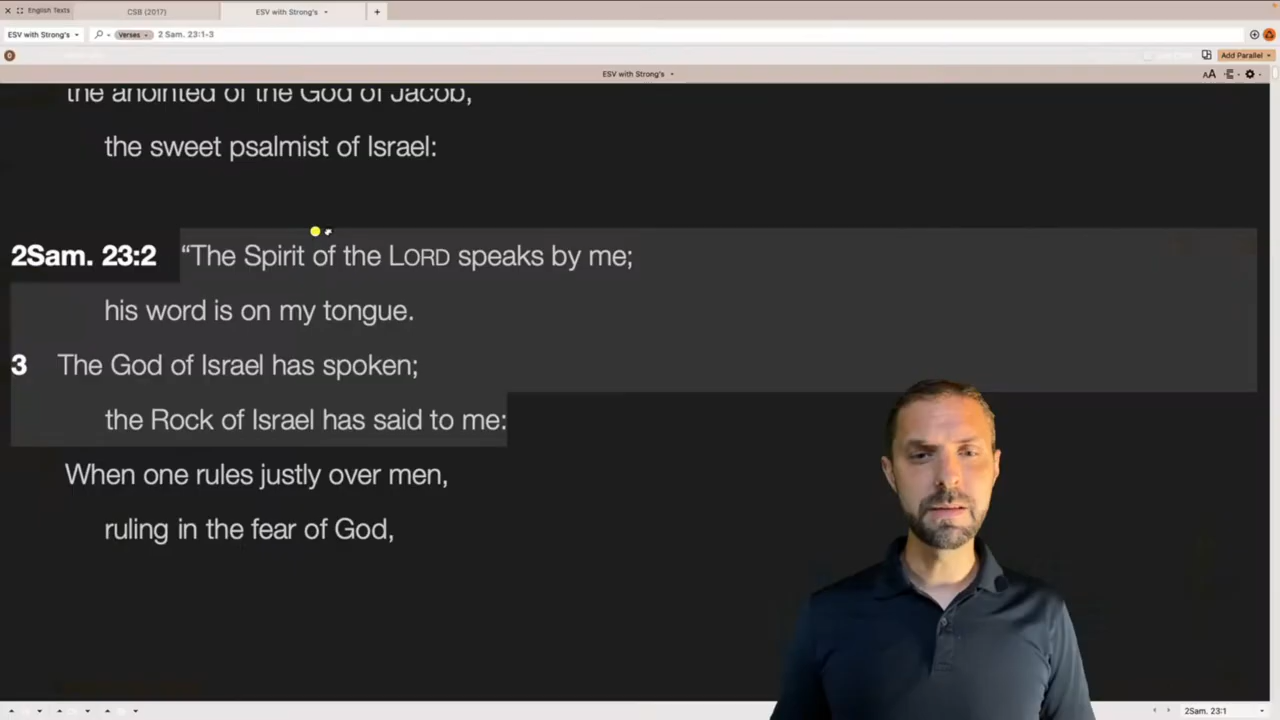 English Texts
CSB (2017)
ESV with Strong's
+
ESV with Strong's
Verses
2 Sam. 23:1-3
Add Parallel
ESV with Strong's
AA
the anointed of the God of Jacob,
the sweet psalmist of Israel:
2Sam. 23:2 “The Spirit of the LORD speaks by me;
his word is on my tongue.
3 The God of Israel has spoken;
the Rock of Israel has said to me:
When one rules justly over men,
ruling in the fear of God,
2Sam. 23:1